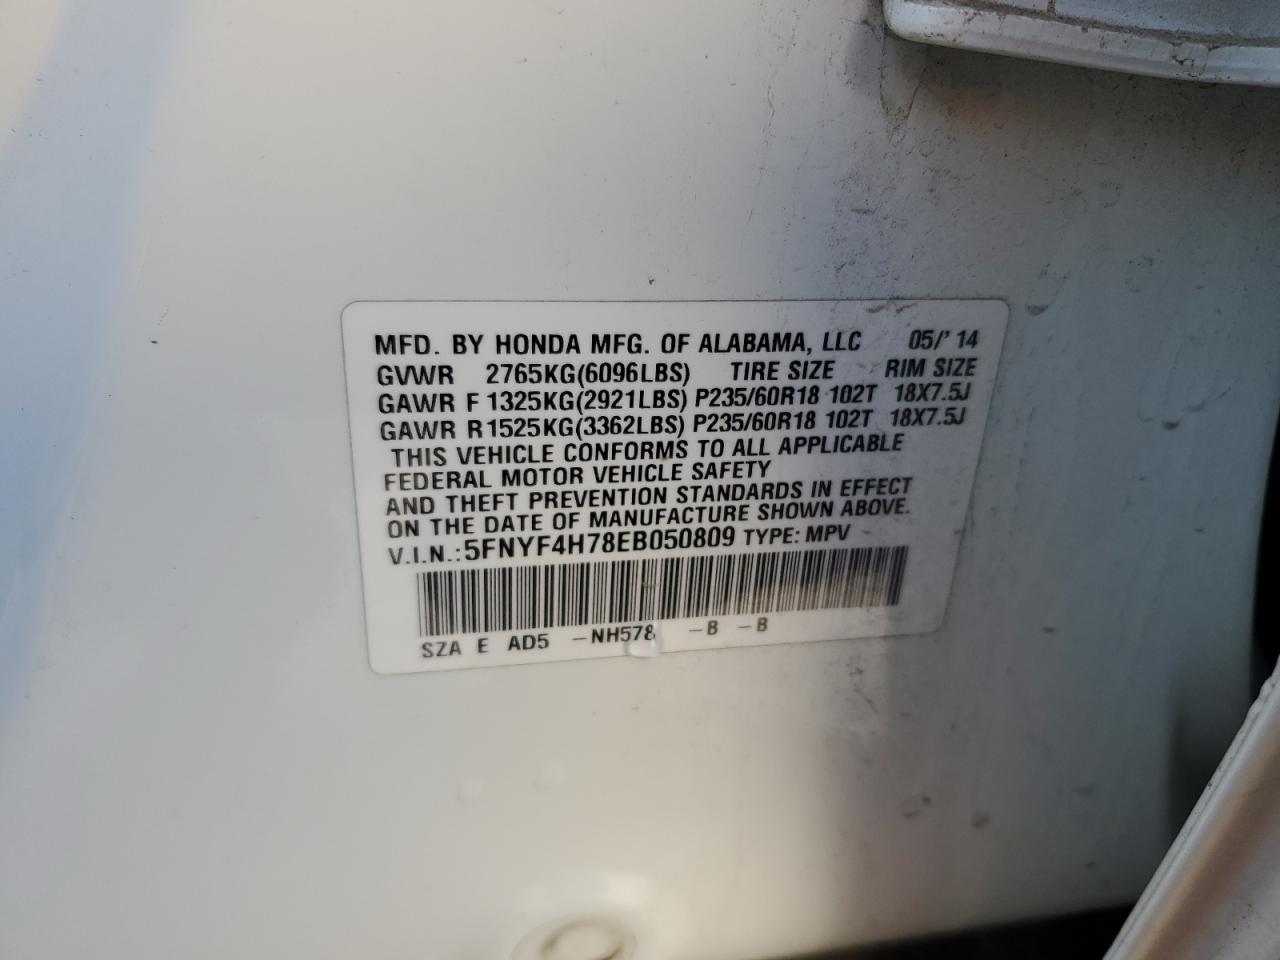 MFD. BY HONDA MFG. OF ALABAMA, LLC 05/'14
GVWR 2765KG(6096LBS) TIRE SIZE RIM SIZE
GAWR F 1325KG(2921LBS) P235/60R18 102T 18X7.5J
GAWR R 1525KG(3362LBS) P235/60R18 102T 18X7.5J
THIS VEHICLE CONFORMS TO ALL APPLICABLE
FEDERAL MOTOR VEHICLE SAFETY
AND THEFT PREVENTION STANDARDS IN EFFECT
ON THE DATE OF MANUFACTURE SHOWN ABOVE.
V.I.N.: 5FNYF4H78EB050809 TYPE: MPV
SZA E AD5 -NH578 -B -B